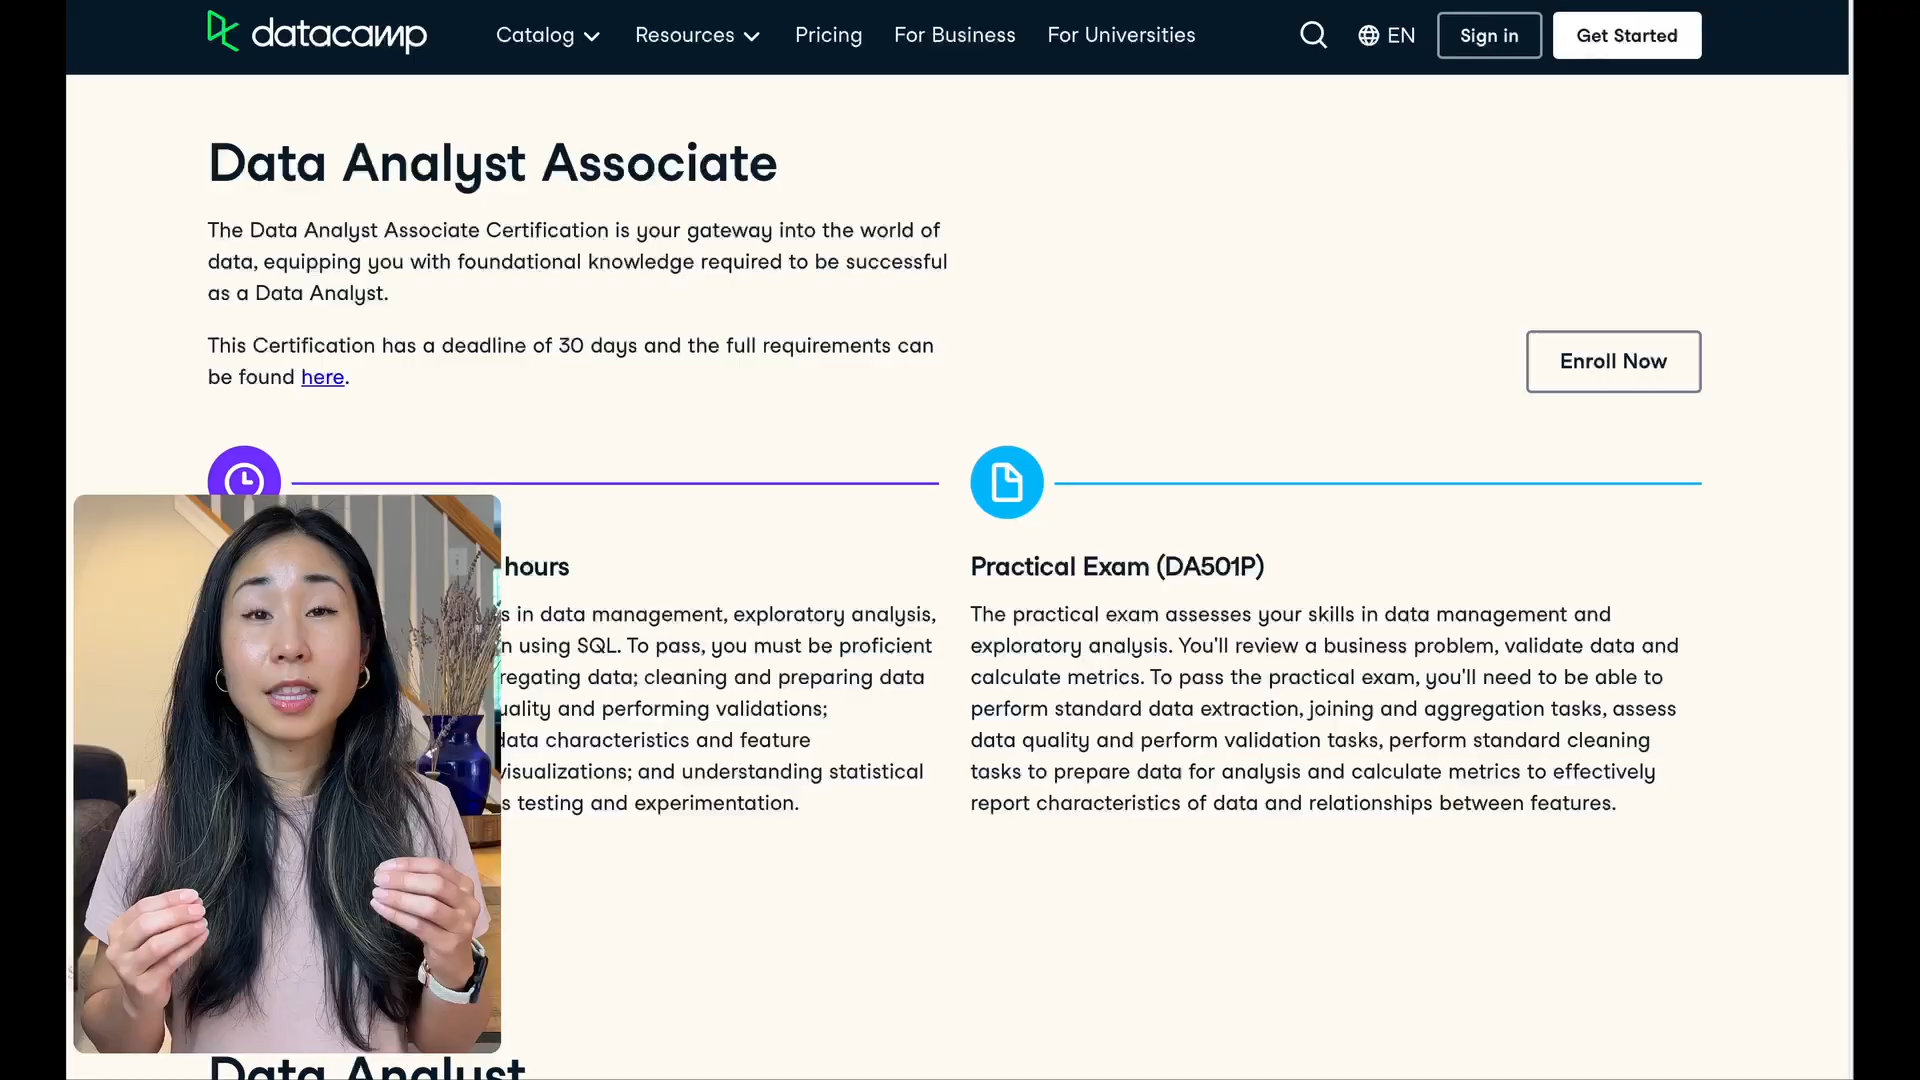 datacamp
Catalog
Resources
Pricing
For Business
For Universities
EN
Sign in
Get Started
Data Analyst Associate
The Data Analyst Associate Certification is your gateway into the world of
data, equipping you with foundational knowledge required to be successful
as a Data Analyst.
This Certification has a deadline of 30 days and the full requirements can
be found here.
Enroll Now
hours
in data management, exploratory analysis,
using SQL. To pass, you must be proficient
data; cleaning and preparing data
and performing validations;
characteristics and feature
and understanding statistical
testing and experimentation.
Practical Exam (DA501P)
The practical exam assesses your skills in data management and
exploratory analysis. You'll review a business problem, validate data and
calculate metrics. To pass the practical exam, you'll need to be able to
perform standard data extraction, joining and aggregation tasks, assess
data quality and perform validation tasks, perform standard cleaning
tasks to prepare data for analysis and calculate metrics to effectively
report characteristics of data and relationships between features.
Data Analyst